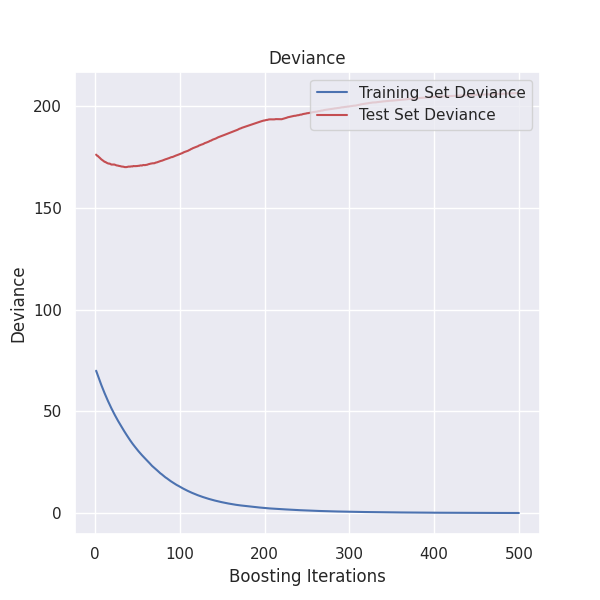 Deviance
Training Set Deviance
Test Set Deviance
200
150
100
50
0
Deviance
0 100 200 300 400 500
Boosting Iterations